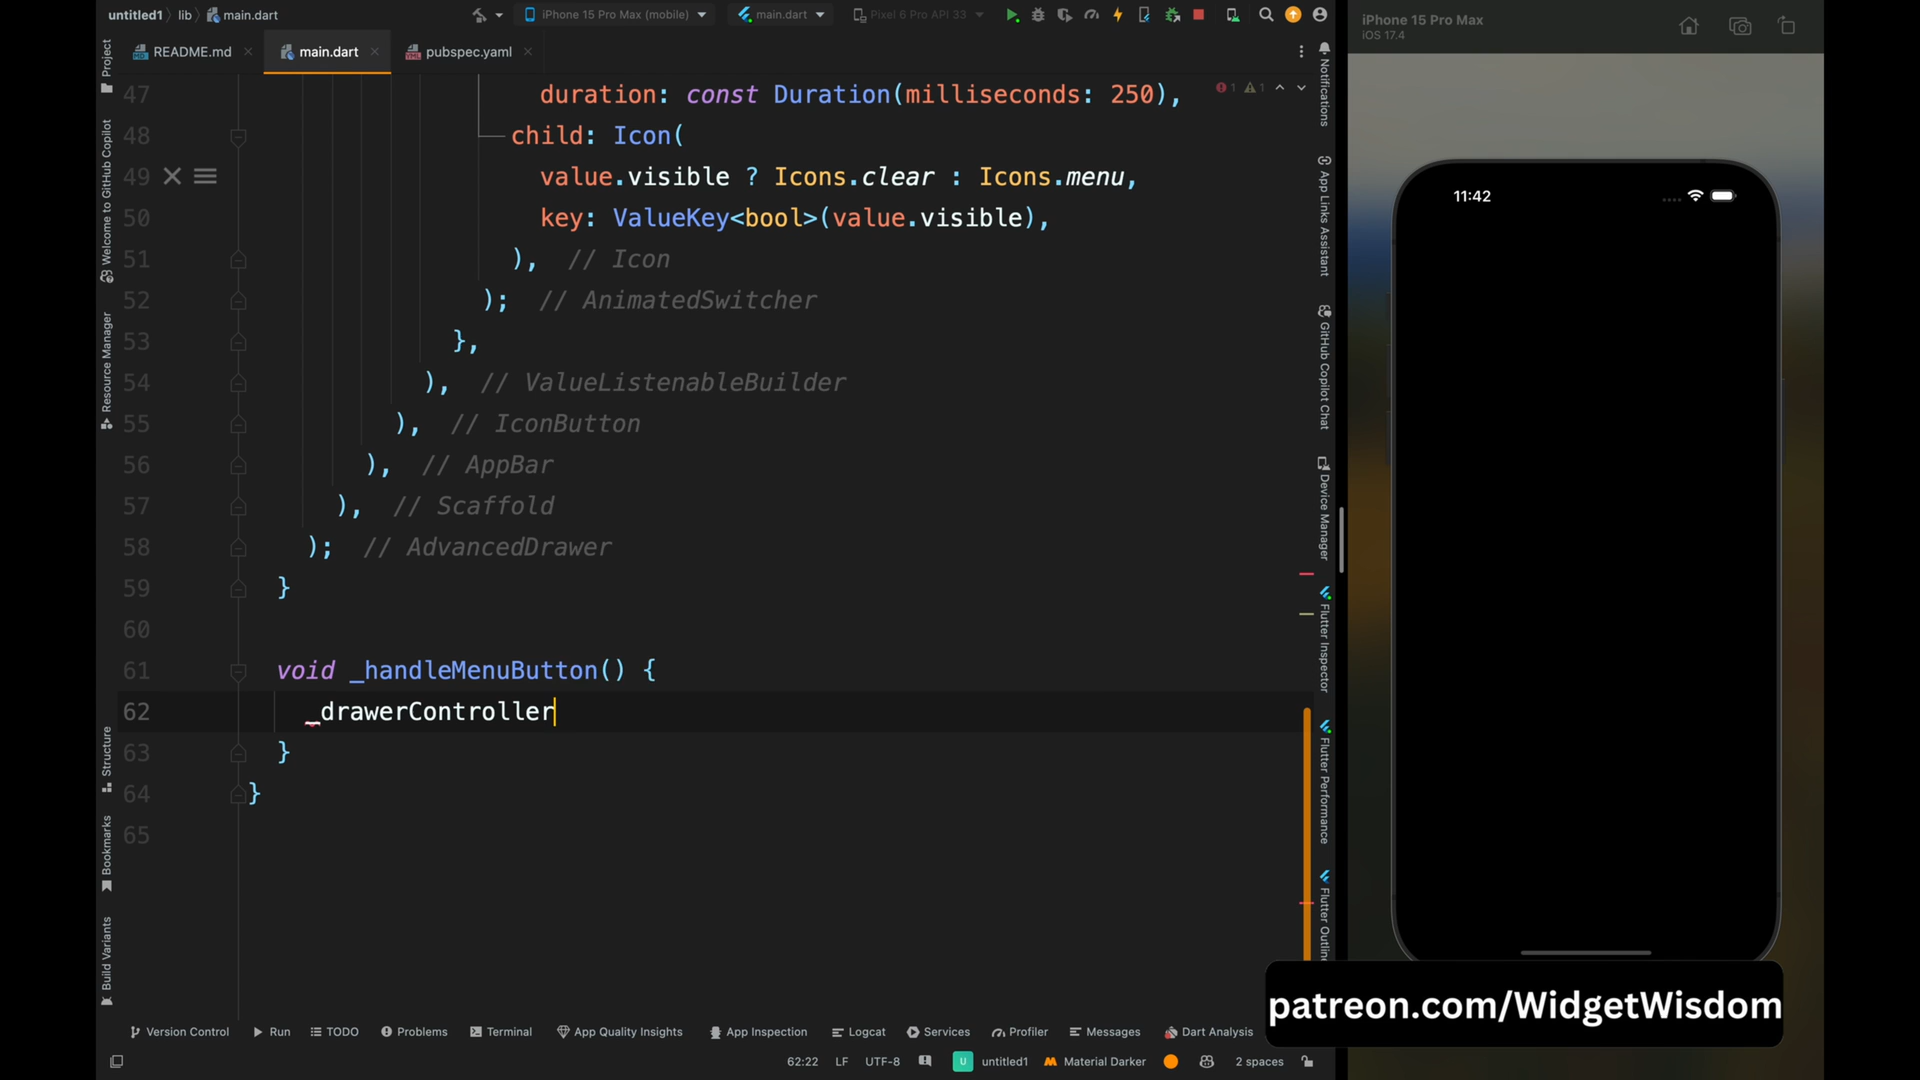 untitled1 lib main.dart
iPhone 15 Pro Max (mobile) main.dart Pixel 6 Pro API 33
README.md main.dart pubspec.yaml
Project
Welcome to GitHub Copilot
Resource Manager
Structure
Bookmarks
Build Variants
47 duration: const Duration(milliseconds: 250), 1 1
48 child: Icon(
49 value.visible ? Icons.clear : Icons.menu,
50 key: ValueKey<bool>(value.visible),
51 ), // Icon
52 ); // AnimatedSwitcher
53 },
54 ), // ValueListenableBuilder
55 ), // IconButton
56 ), // AppBar
57 ), // Scaffold
58 ); // AdvancedDrawer
59 }
60
61 void _handleMenuButton() {
62 _drawerController
63 }
64 }
65
Notifications
App Links Assistant
GitHub Copilot Chat
Device Manager
Flutter Inspector
Flutter Performance
Flutter Outline
Version Control Run TODO Problems Terminal App Quality Insights App Inspection Logcat Services Profiler Messages Dart Analysis
62:22 LF UTF-8 U untitled1 Material Darker 2 spaces
iPhone 15 Pro Max
iOS 17.4
11:42
patreon.com/WidgetWisdom